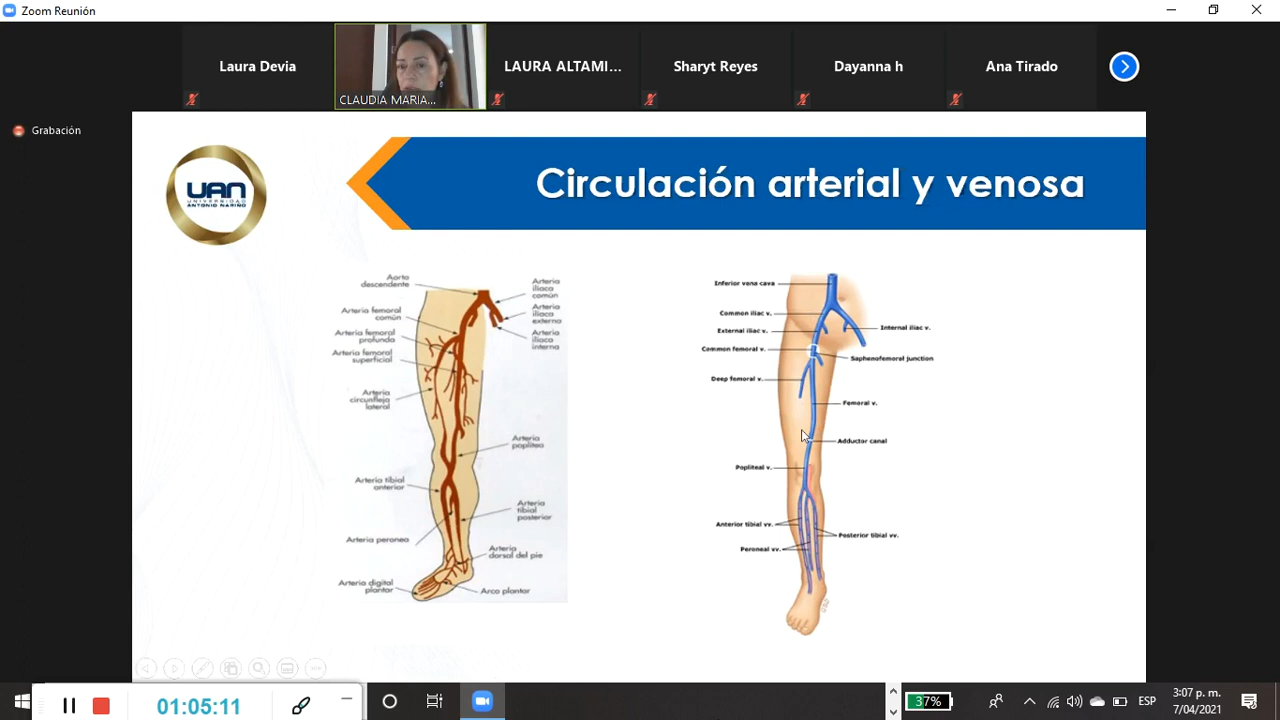 Zoom Reunión
Laura Devia
LAURA ALTAMI...
Sharyt Reyes
Dayanna h
Ana Tirado
CLAUDIA MARIA...
Grabación
UAN
UNIVERSIDAD
ANTONIO NARIÑO
Circulación arterial y venosa
Aorta
descendente
Arteria femoral
común
Arteria femoral
profunda
Arteria femoral
superficial
Arteria
circunfleja
lateral
Arteria tibial
anterior
Arteria peronea
Arteria digital
plantar
Arteria
ilíaca
común
Arteria
ilíaca
externa
Arteria
ilíaca
interna
Arteria
poplítea
Arteria
tibial
posterior
Arteria
dorsal del pie
Arco plantar
Inferior vena cava
Common iliac v.
External iliac v.
Common femoral v.
Deep femoral v.
Popliteal v.
Anterior tibial vv.
Peroneal vv.
Internal iliac v.
Saphenofemoral junction
Femoral v.
Adductor canal
Posterior tibial vv.
01:05:11
37%
ESP
3:07 p. m.
7/04/2021